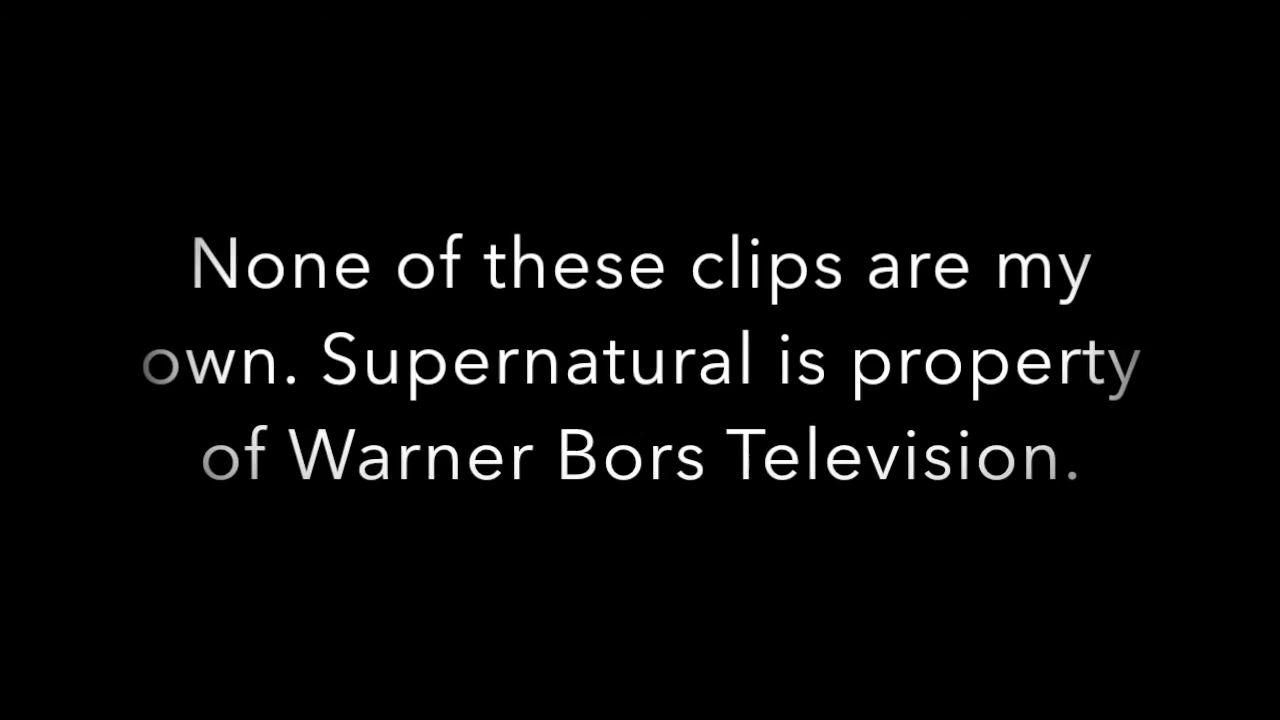 None of these clips are my
own. Supernatural is property
of Warner Bors Television.